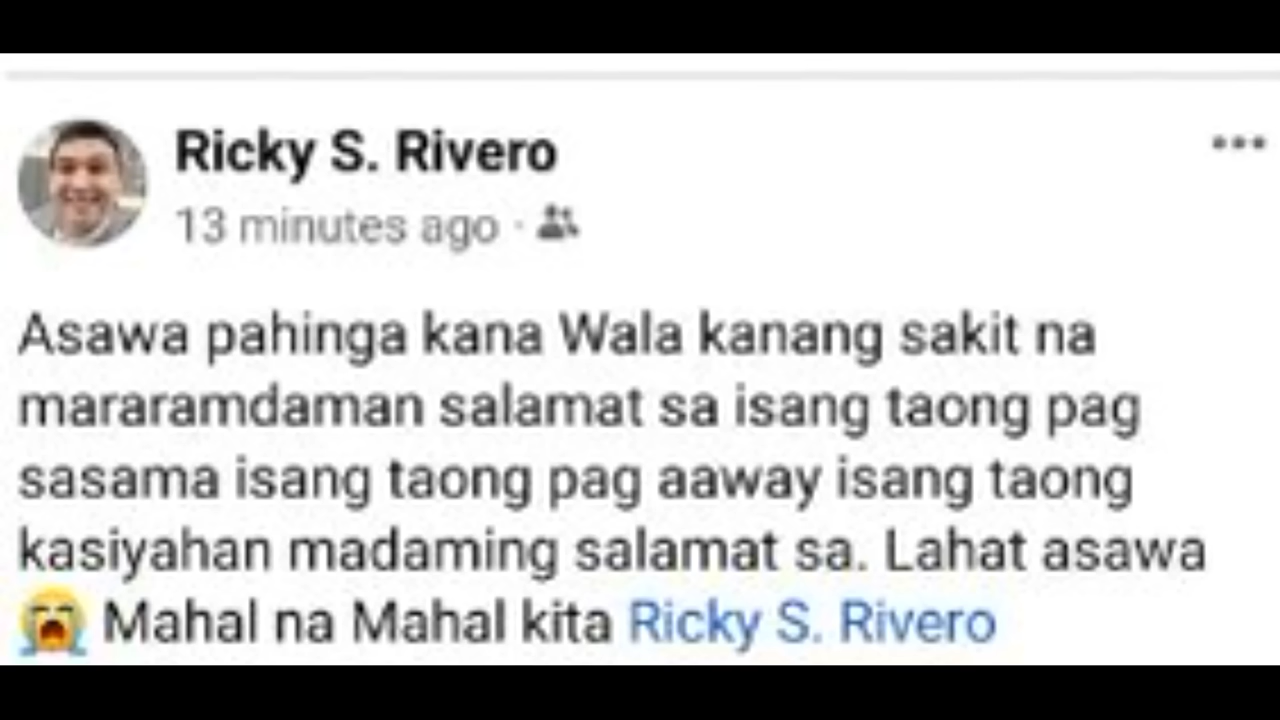 Ricky S. Rivero
13 minutes ago ·
Asawa pahinga kana Wala kanang sakit na
mararamdaman salamat sa isang taong pag
sasama isang taong pag aaway isang taong
kasiyahan madaming salamat sa. Lahat asawa
😭 Mahal na Mahal kita Ricky S. Rivero